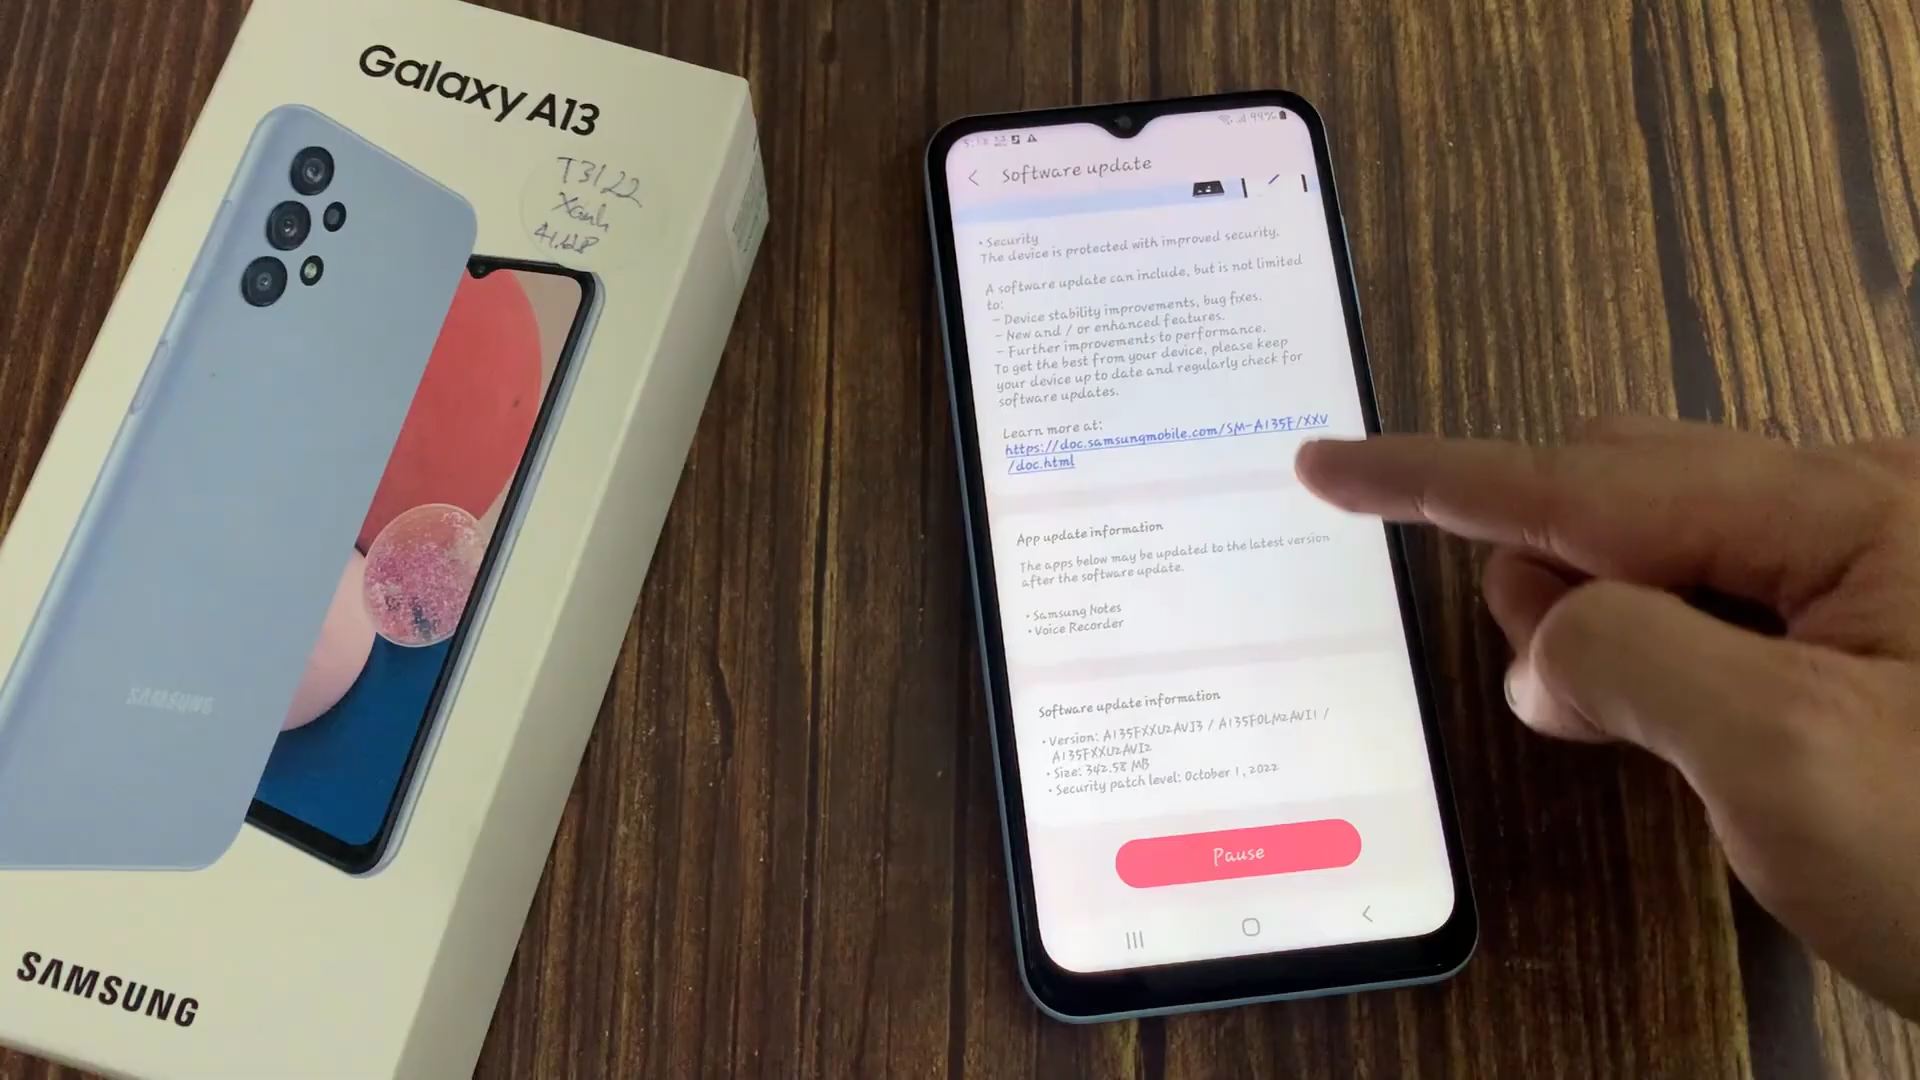 Galaxy A13
T3122
Xanh
SAMSUNG
SAMSUNG
94%
Software update
• Security
The device is protected with improved security.
A software update can include, but is not limited
to:
- Device stability improvements, bug fixes.
- New and / or enhanced features.
- Further improvements to performance.
To get the best from your device, please keep
your device up to date and regularly check for
software updates.
Learn more at:
https://doc.samsungmobile.com/SM-A135F/XXV
/doc.html
App update information
The apps below may be updated to the latest version
after the software update.
• Samsung Notes
• Voice Recorder
Software update information
• Version: A135FXXU2AVJ3 / A135FOLM2AVI1 /
A135FXXU2AVI2
• Size: 342.58 MB
• Security patch level: October 1, 2022
Pause